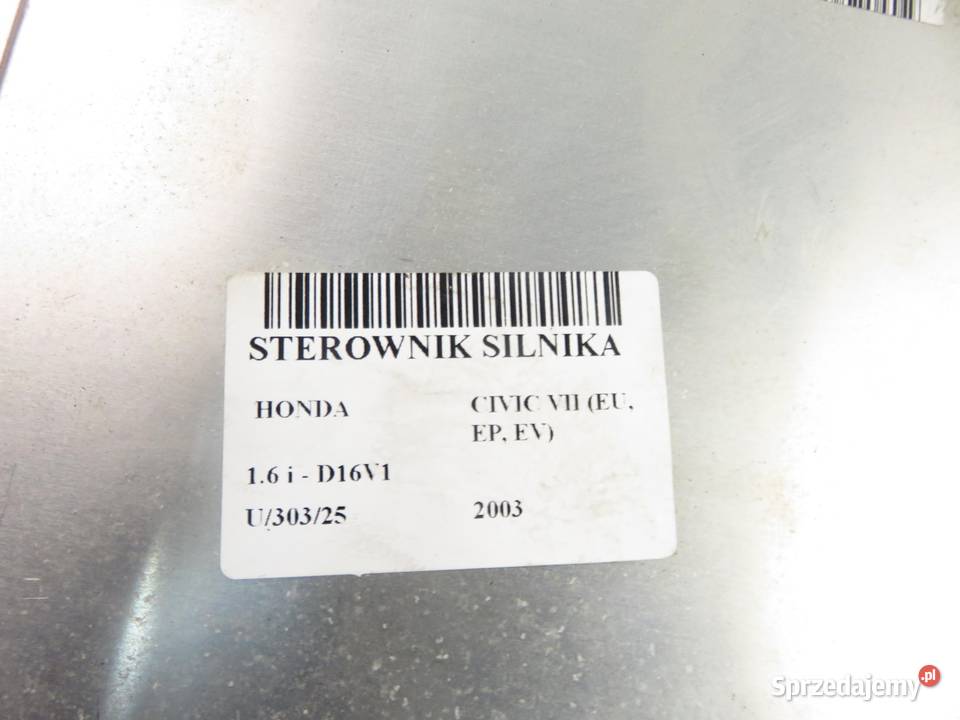 STEROWNIK SILNIKA
HONDA
CIVIC VII (EU,
EP, EV)
1.6 i - D16V1
U/303/25
2003
Sprzedajemy.pl